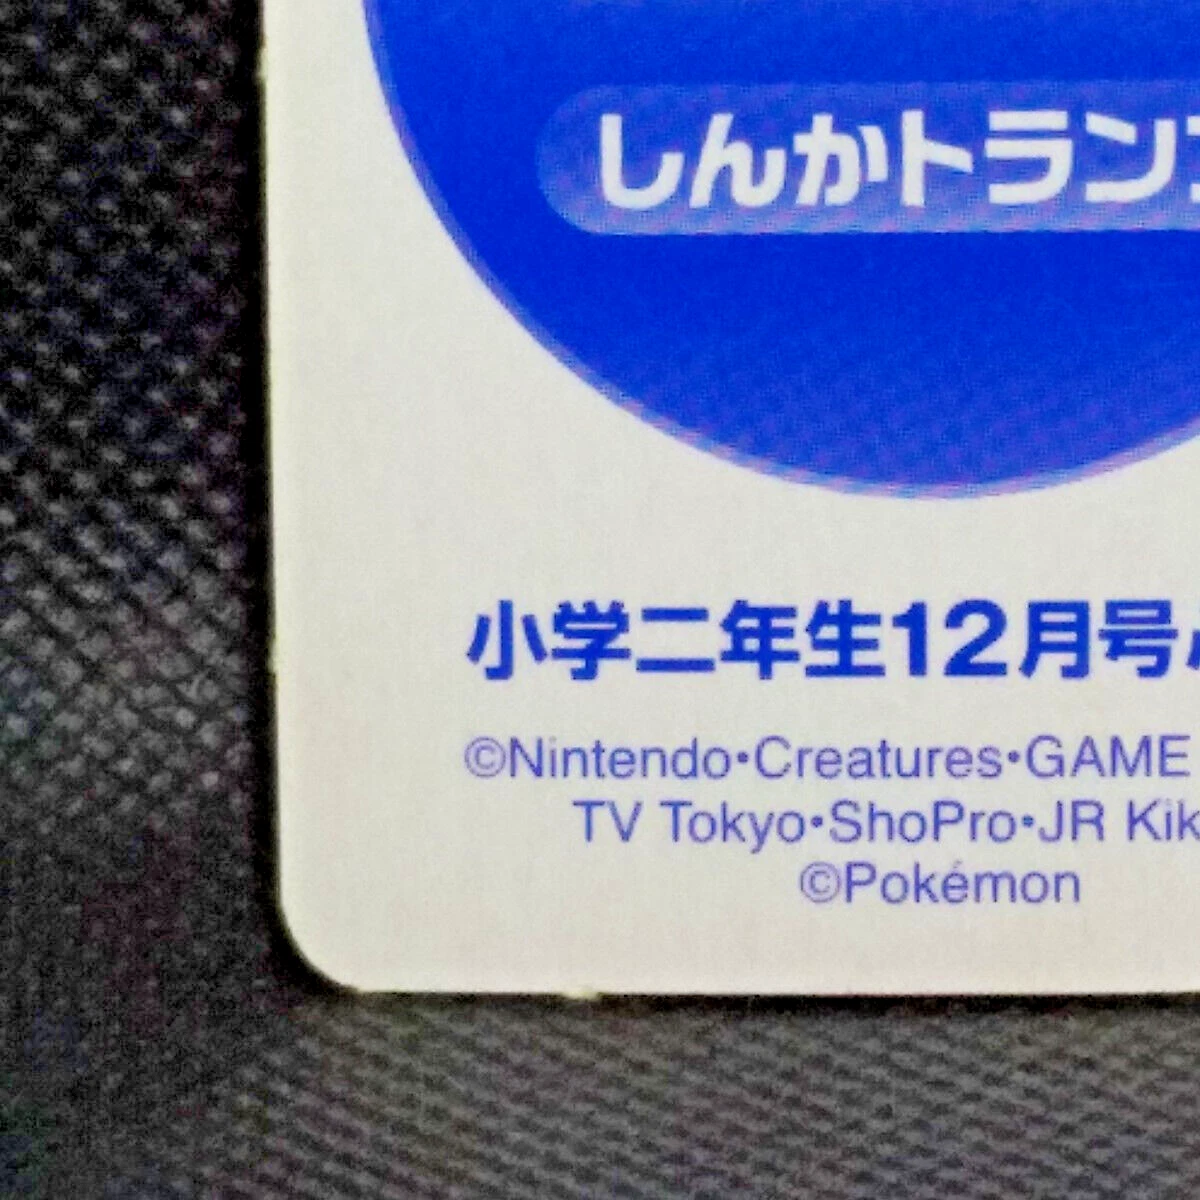 しんかトラン
小学二年生12月号
©Nintendo•Creatures•GAME
TV Tokyo•ShoPro•JR Kik
©Pokémon